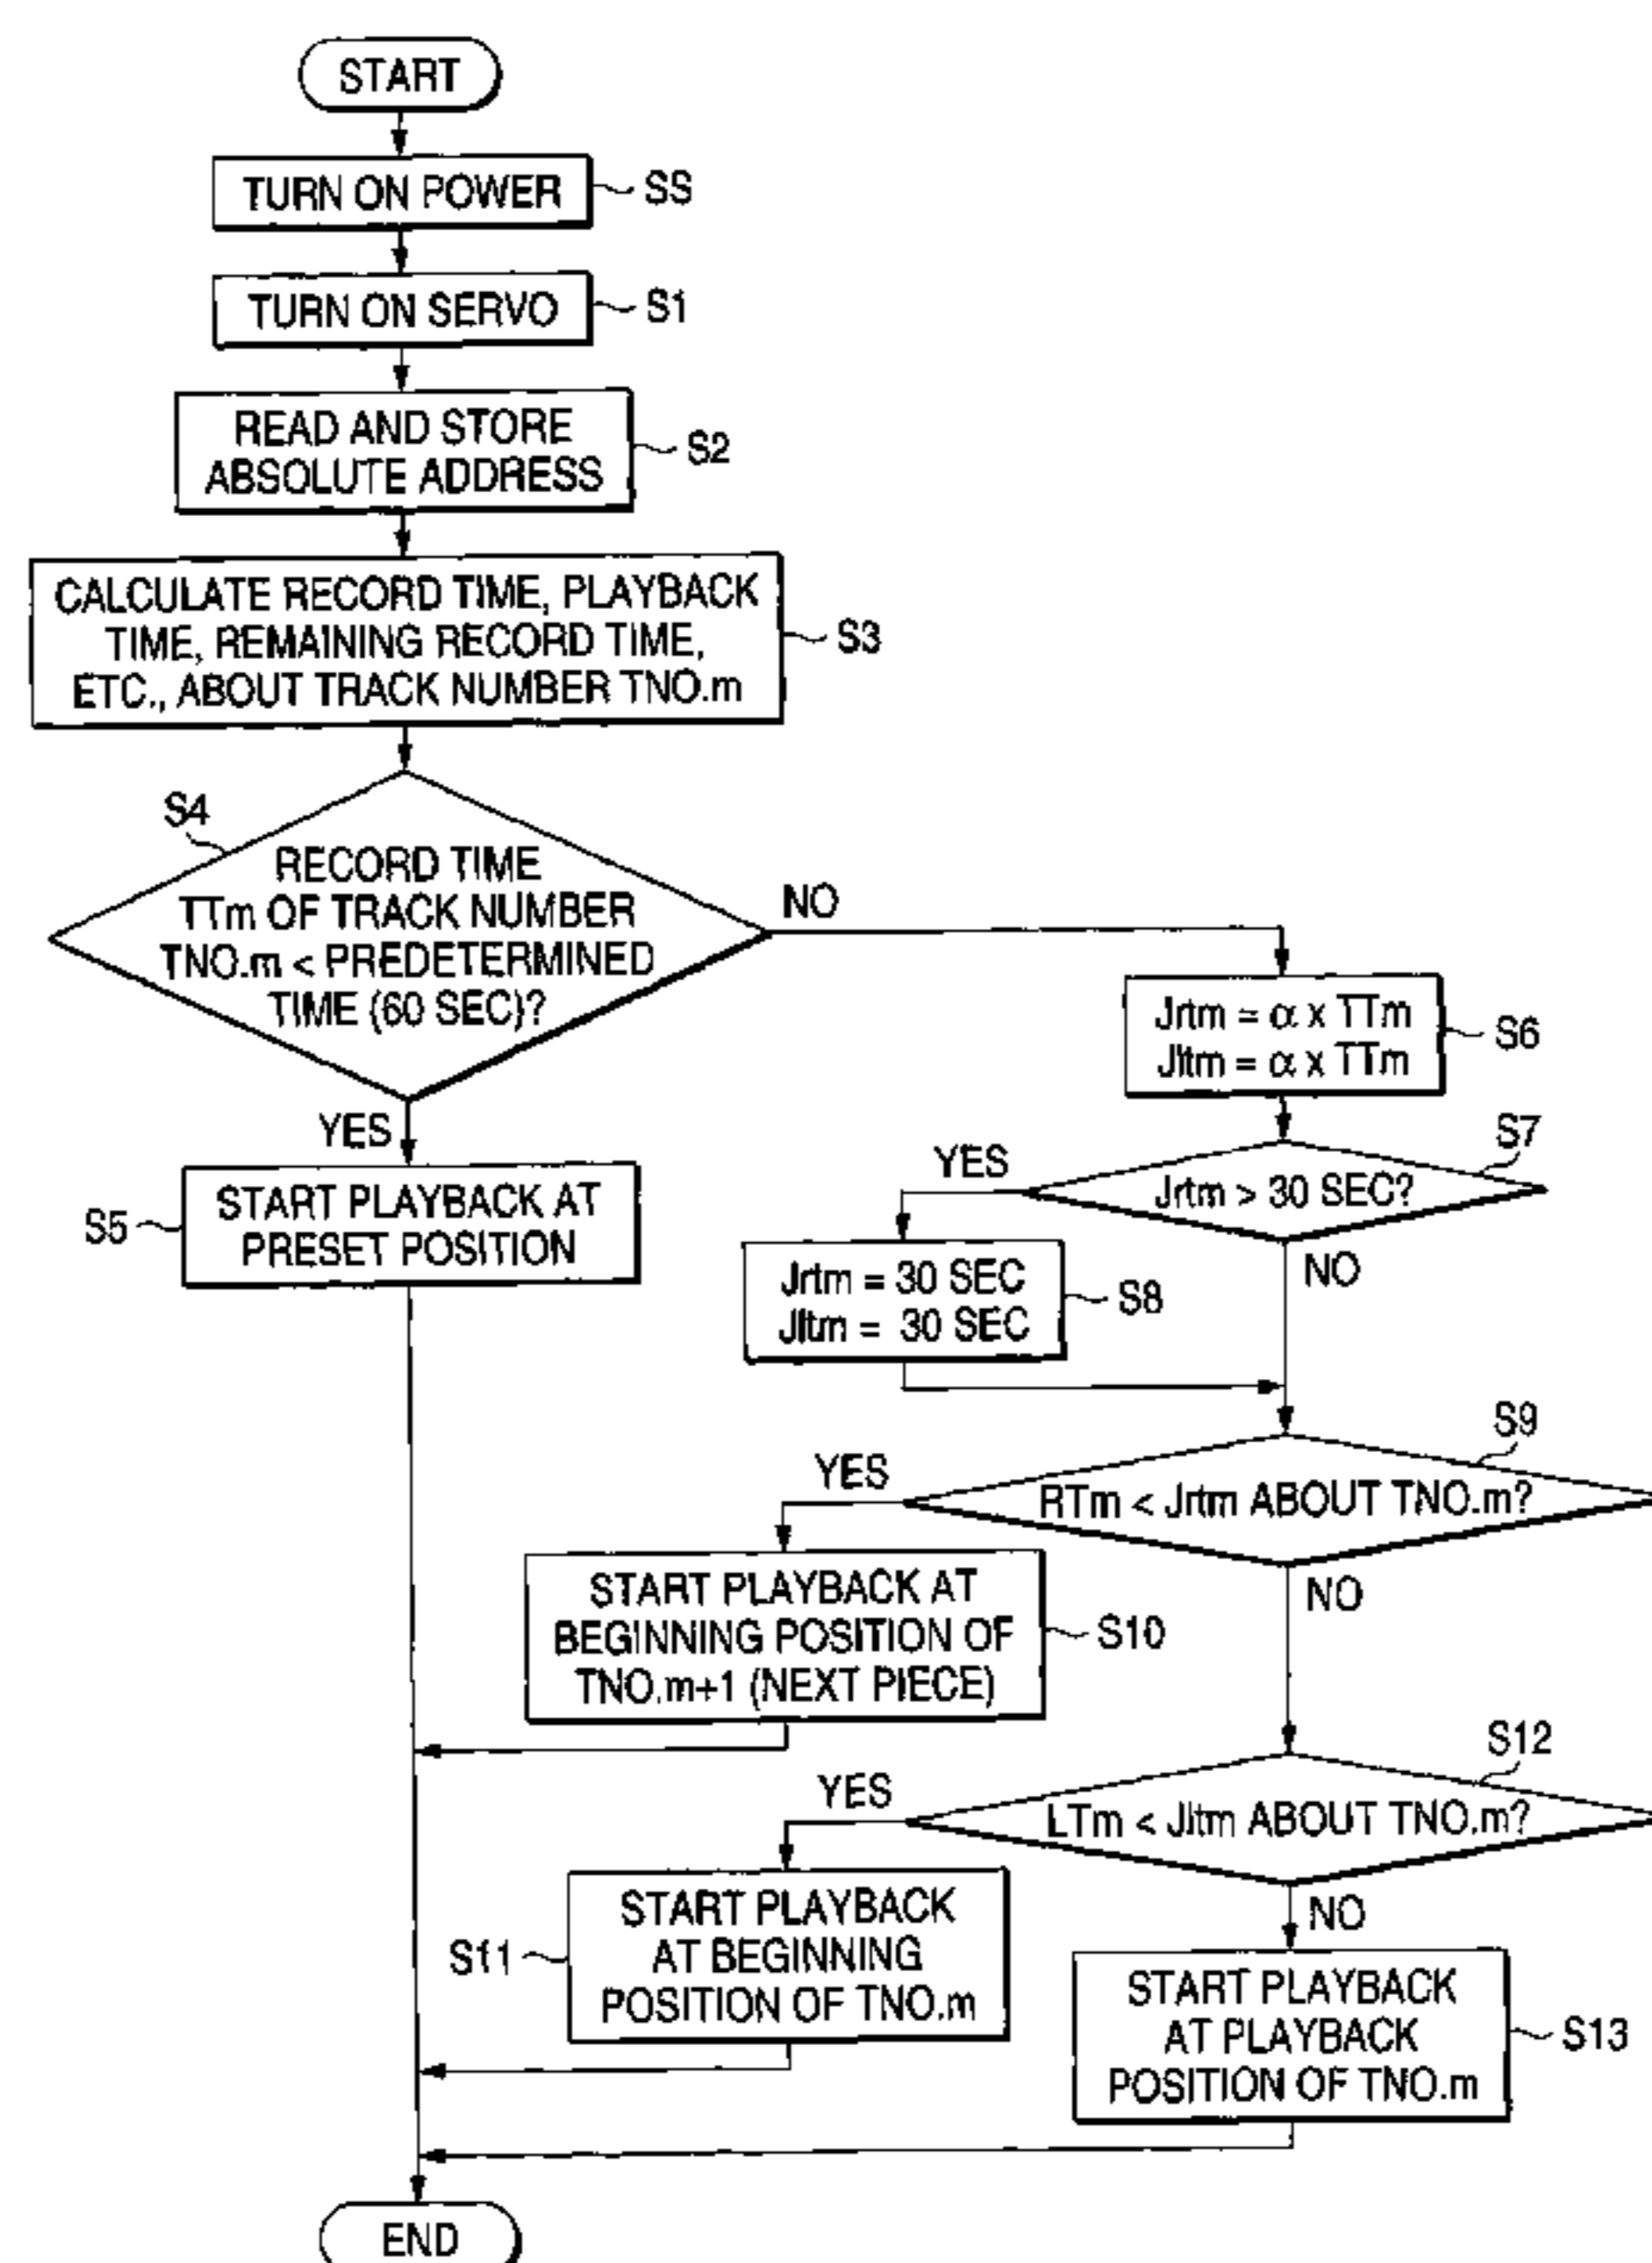 START
TURN ON POWER
SS
TURN ON SERVO
S1
READ AND STORE
ABSOLUTE ADDRESS
S2
CALCULATE RECORD TIME, PLAYBACK
TIME, REMAINING RECORD TIME,
ETC., ABOUT TRACK NUMBER TNO.m
S3
S4
RECORD TIME
TTm OF TRACK NUMBER
TNO.m < PREDETERMINED
TIME (60 SEC)?
NO
YES
S5
START PLAYBACK AT
PRESET POSITION
Jrtm = α x TTm
Jltm = α x TTm
S6
S7
Jrtm > 30 SEC?
YES
NO
Jrtm = 30 SEC
Jltm = 30 SEC
S8
S9
RTm < Jrtm ABOUT TNO.m?
YES
NO
START PLAYBACK AT
BEGINNING POSITION OF
TNO.m+1 (NEXT PIECE)
S10
S12
LTm < Jltm ABOUT TNO.m?
YES
NO
S11
START PLAYBACK
AT BEGINNING
POSITION OF TNO.m
START PLAYBACK
AT PLAYBACK
POSITION OF TNO.m
S13
END